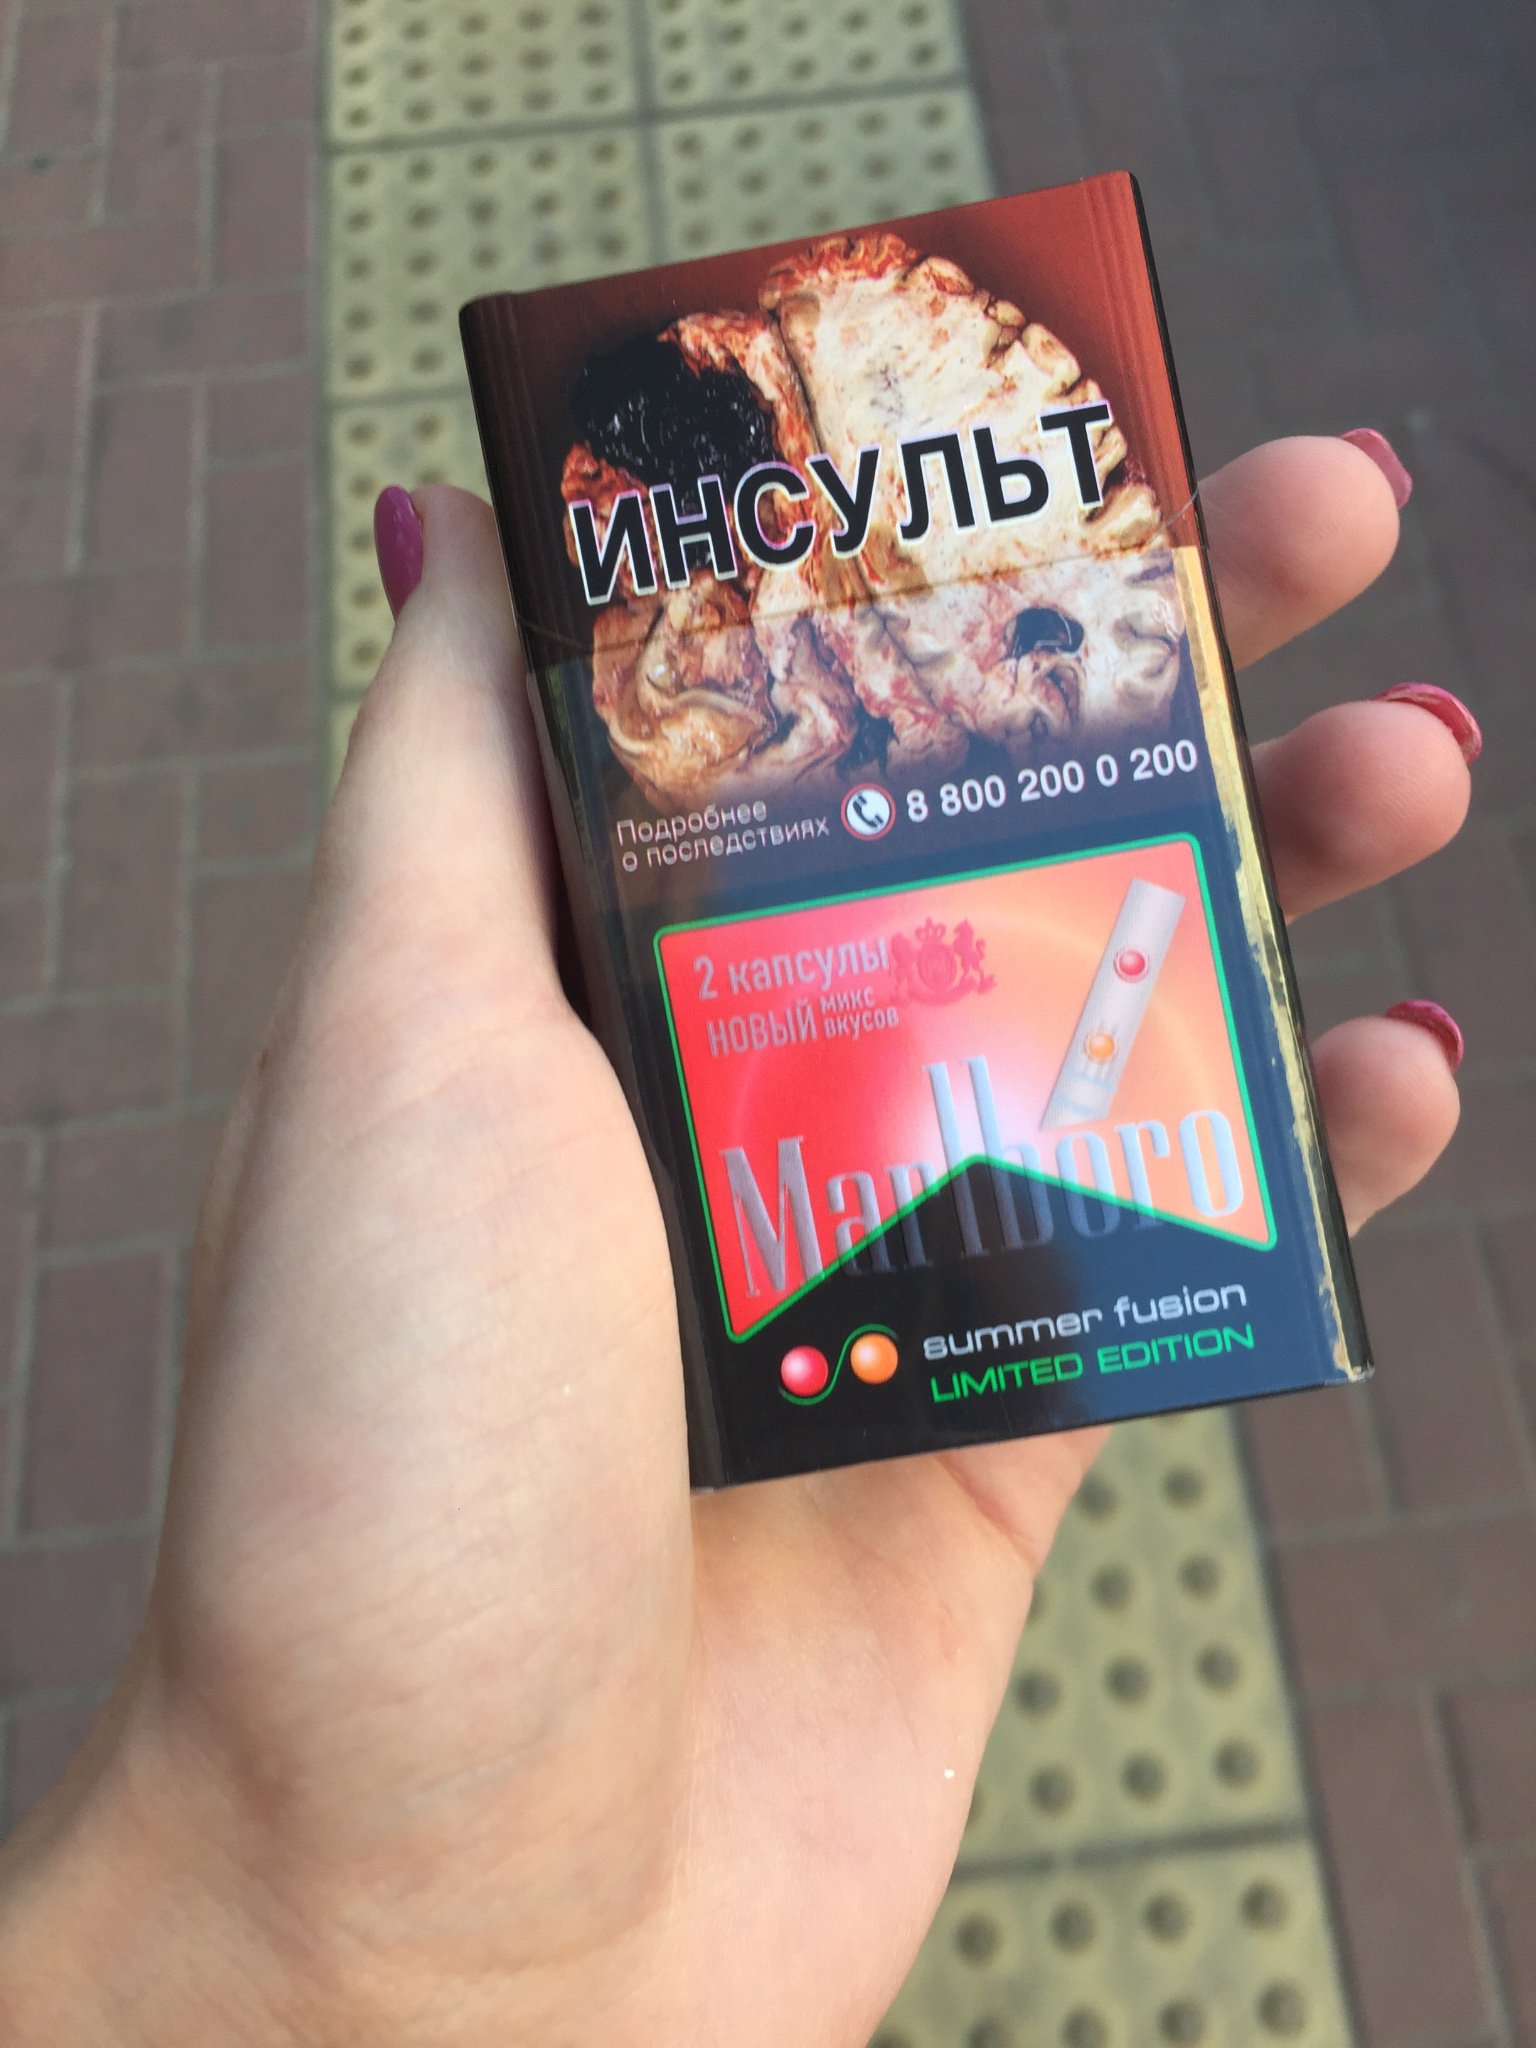 ИНСУЛЬТ
Подробнее
о последствиях
8 800 200 0 200
2 капсулы
НОВЫЙ МИКС
ВКУСОВ
Marlboro
summer fusion
LIMITED EDITION